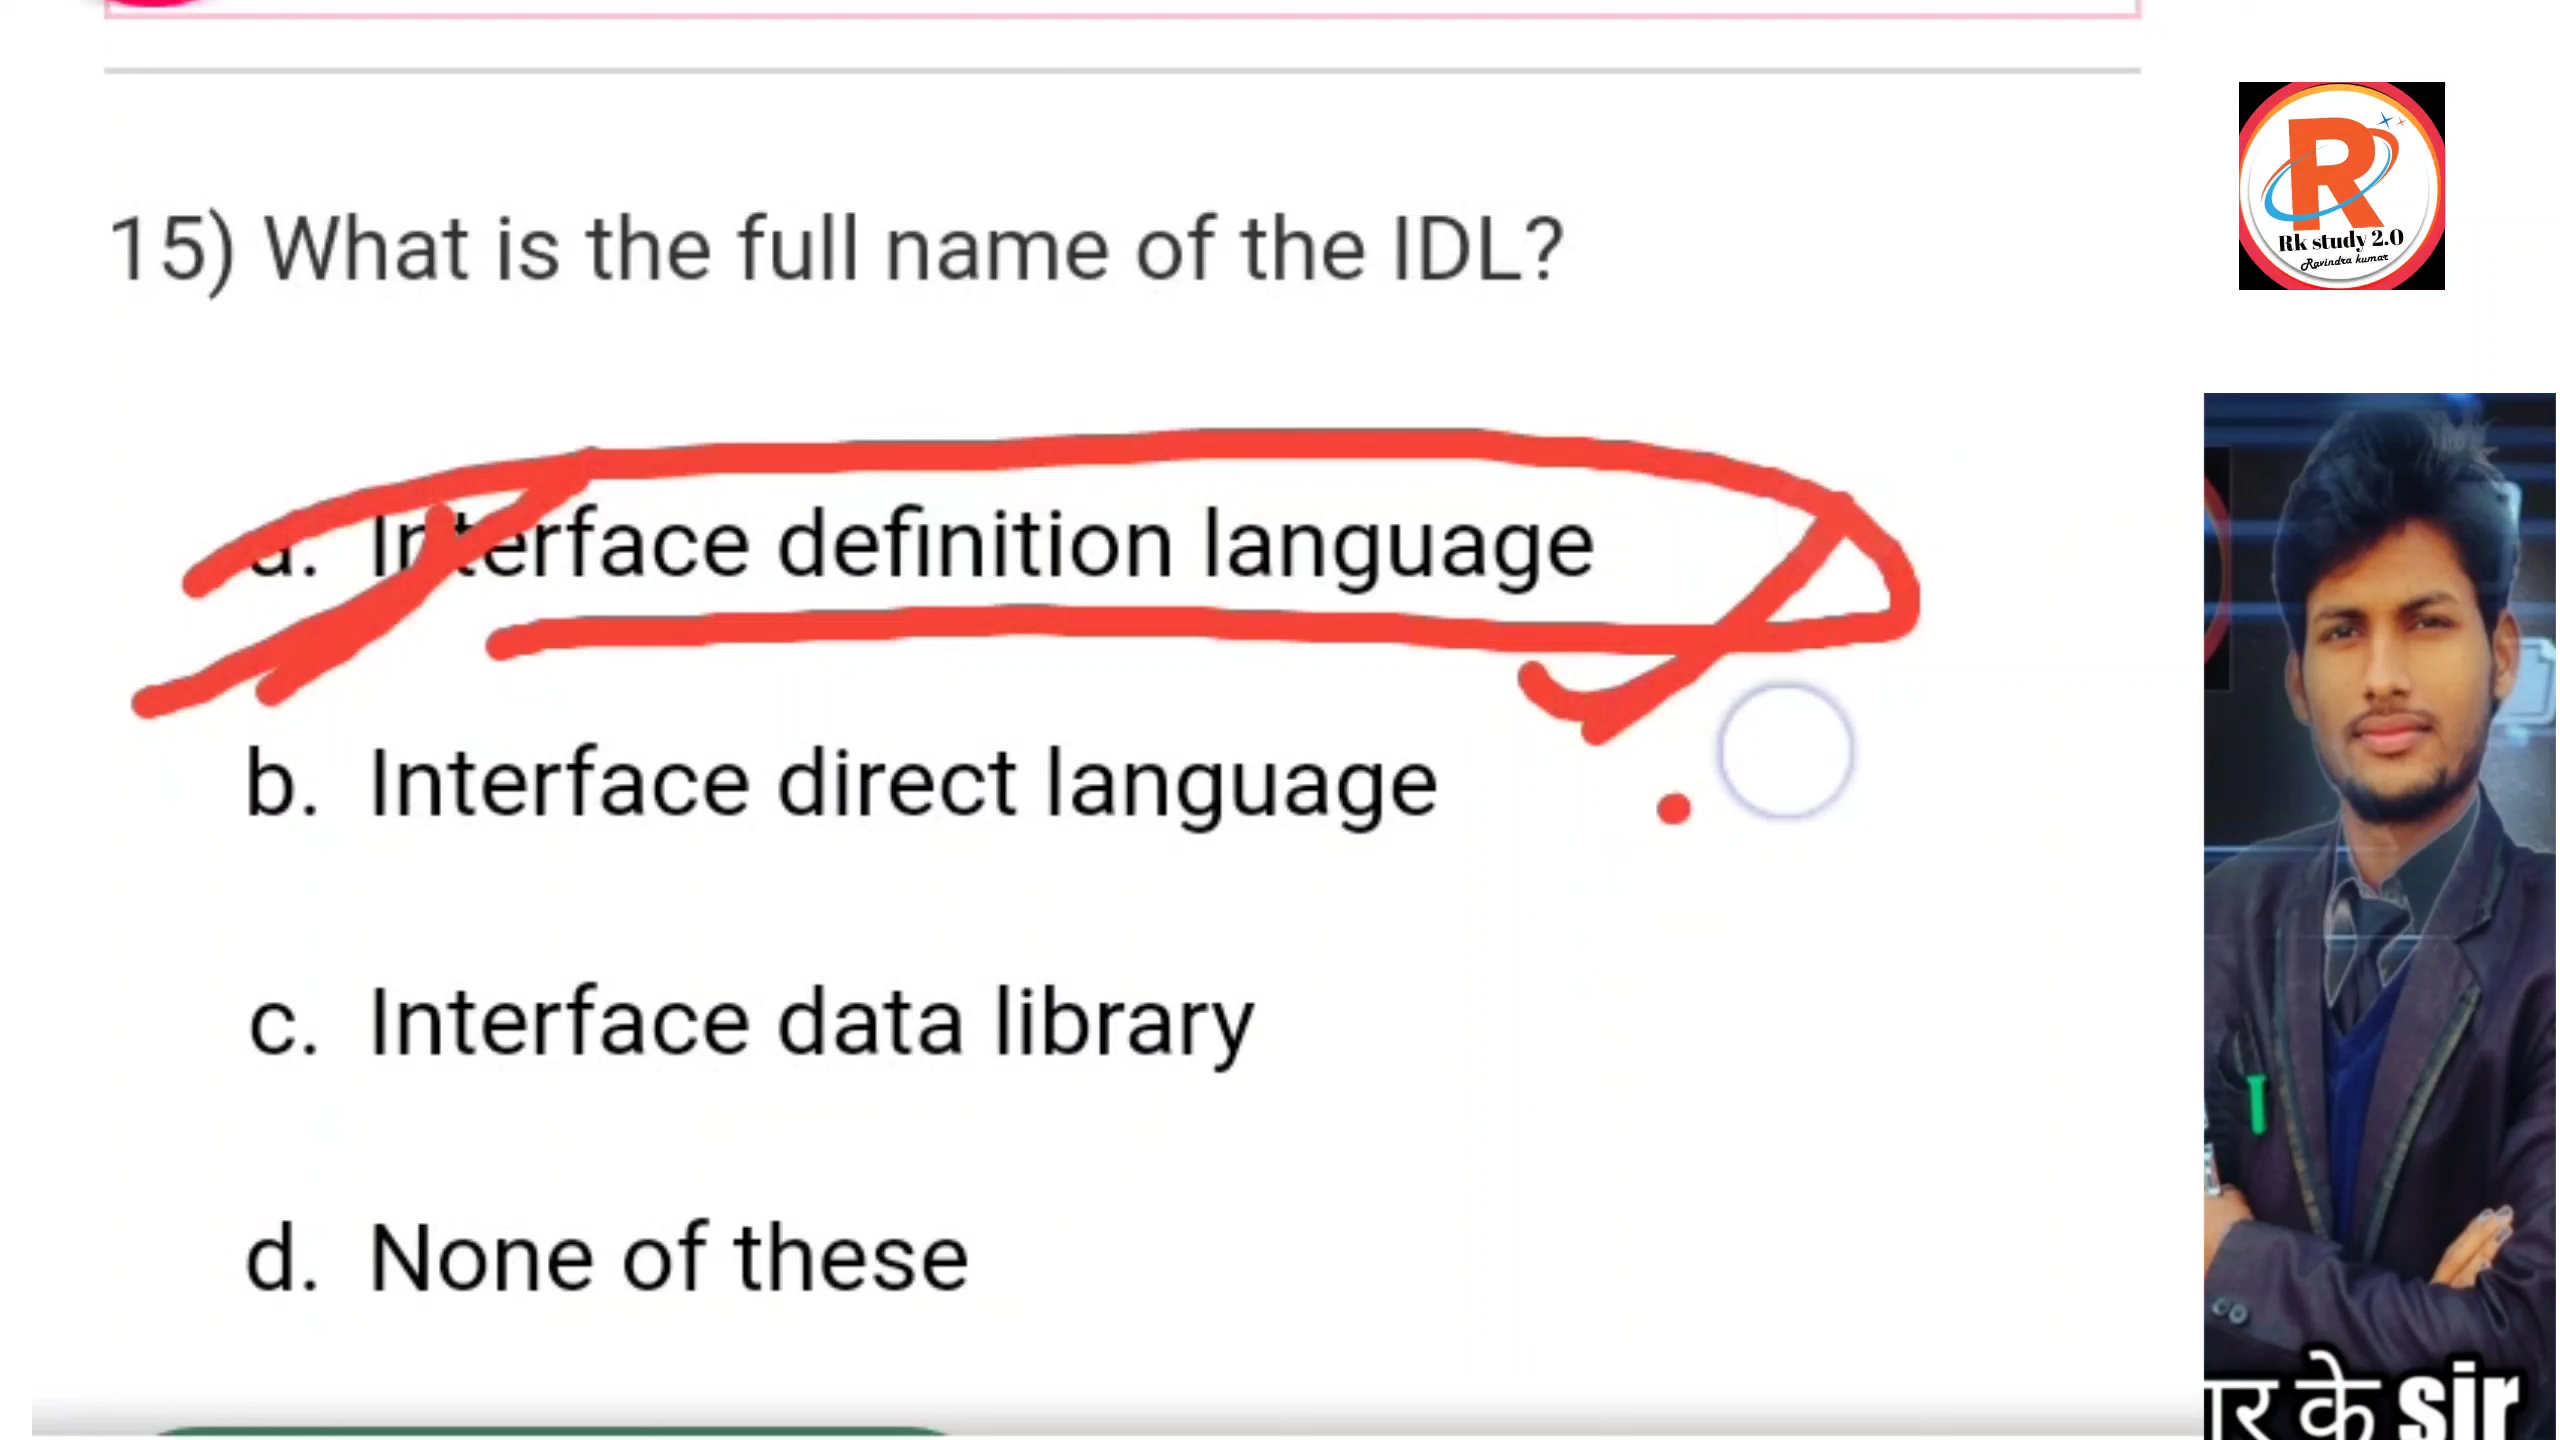 15) What is the full name of the IDL?
a. Interface definition language
b. Interface direct language
c. Interface data library
d. None of these
R
Rk study 2.0
Ravindra kumar
के sir